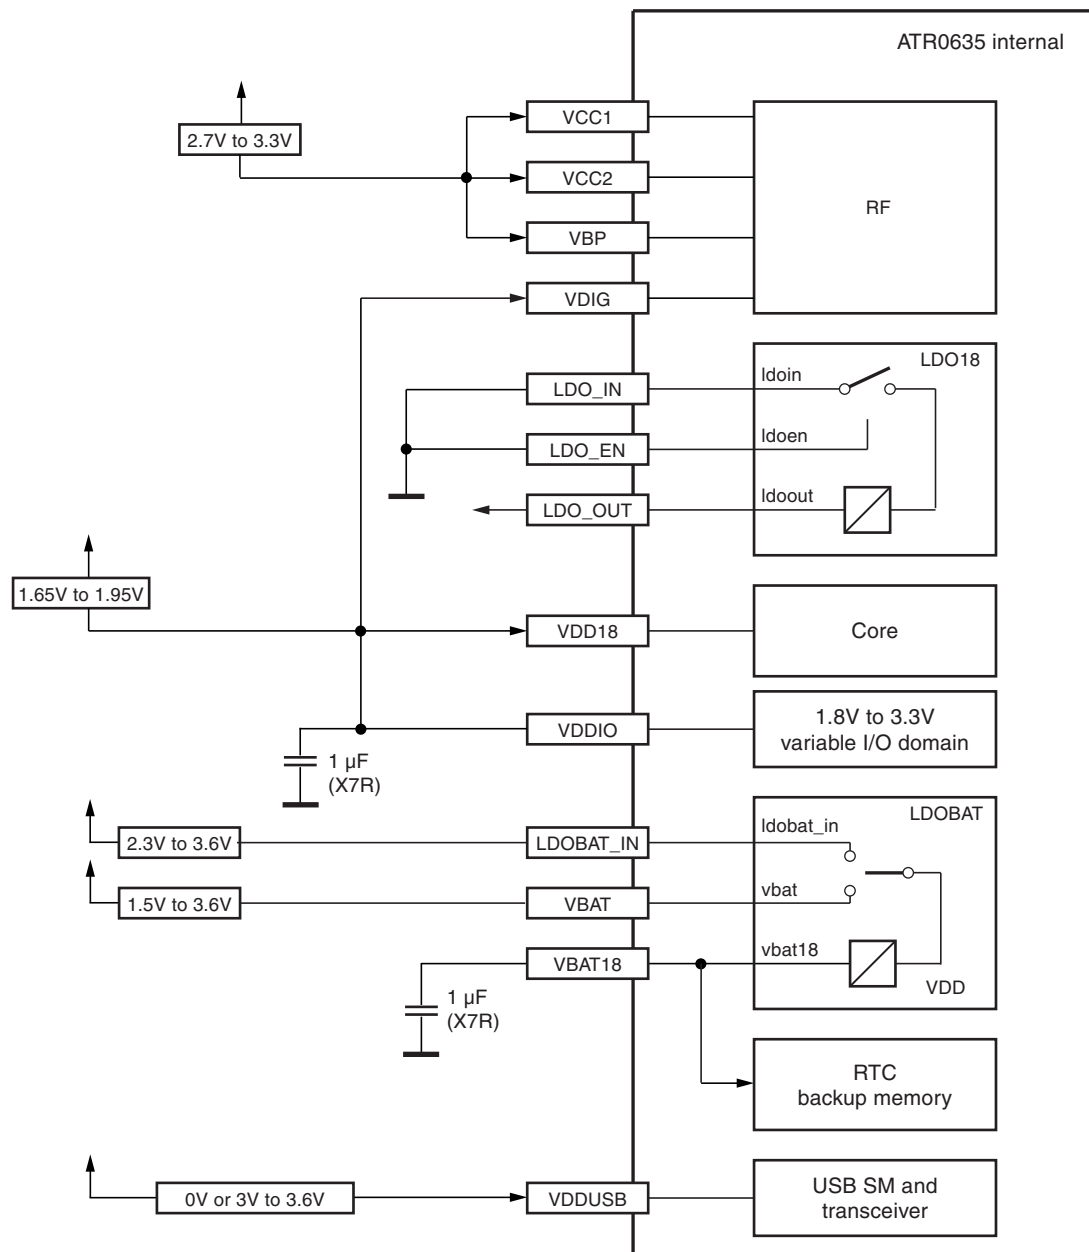 ATR0635 internal
2.7V to 3.3V
VCC1
VCC2
VBP
VDIG
RF
LDO_IN
LDO_EN
LDO_OUT
ldoin
ldoen
ldoout
LDO18
1.65V to 1.95V
VDD18
Core
VDDIO
1.8V to 3.3V
variable I/O domain
1 µF
(X7R)
2.3V to 3.6V
LDOBAT_IN
ldobat_in
LDOBAT
1.5V to 3.6V
VBAT
vbat
VBAT18
vbat18
VDD
1 µF
(X7R)
RTC
backup memory
0V or 3V to 3.6V
VDDUSB
USB SM and
transceiver